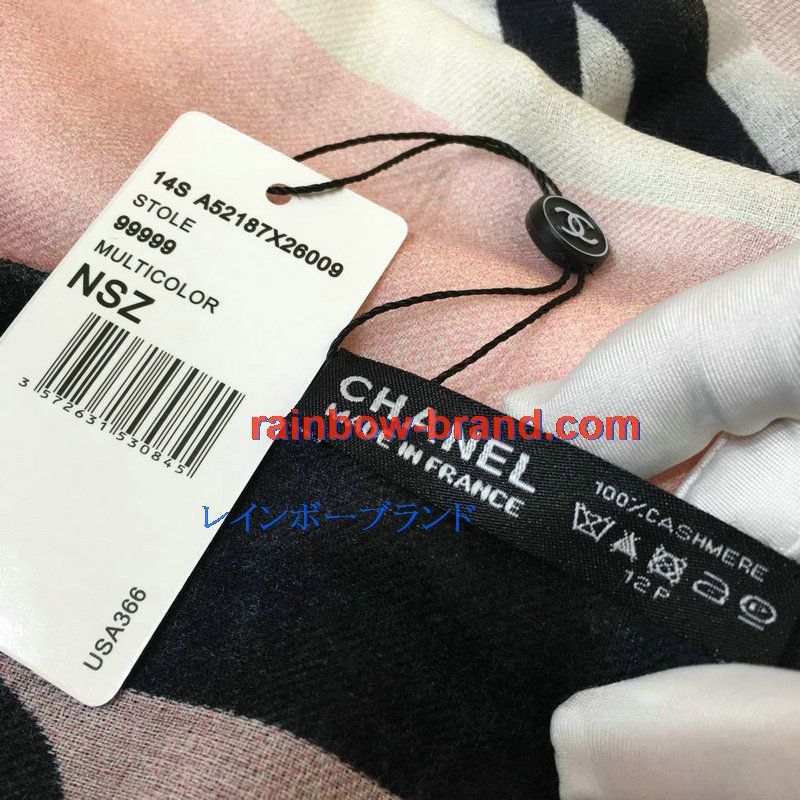 14S A52187X26009
STOLE
99999
MULTICOLOR
NSZ
3 572631 530845
USA366
CHANEL
MADE IN FRANCE
100%CASHMERE
12P
rainbow-brand.com
レインボーブランド